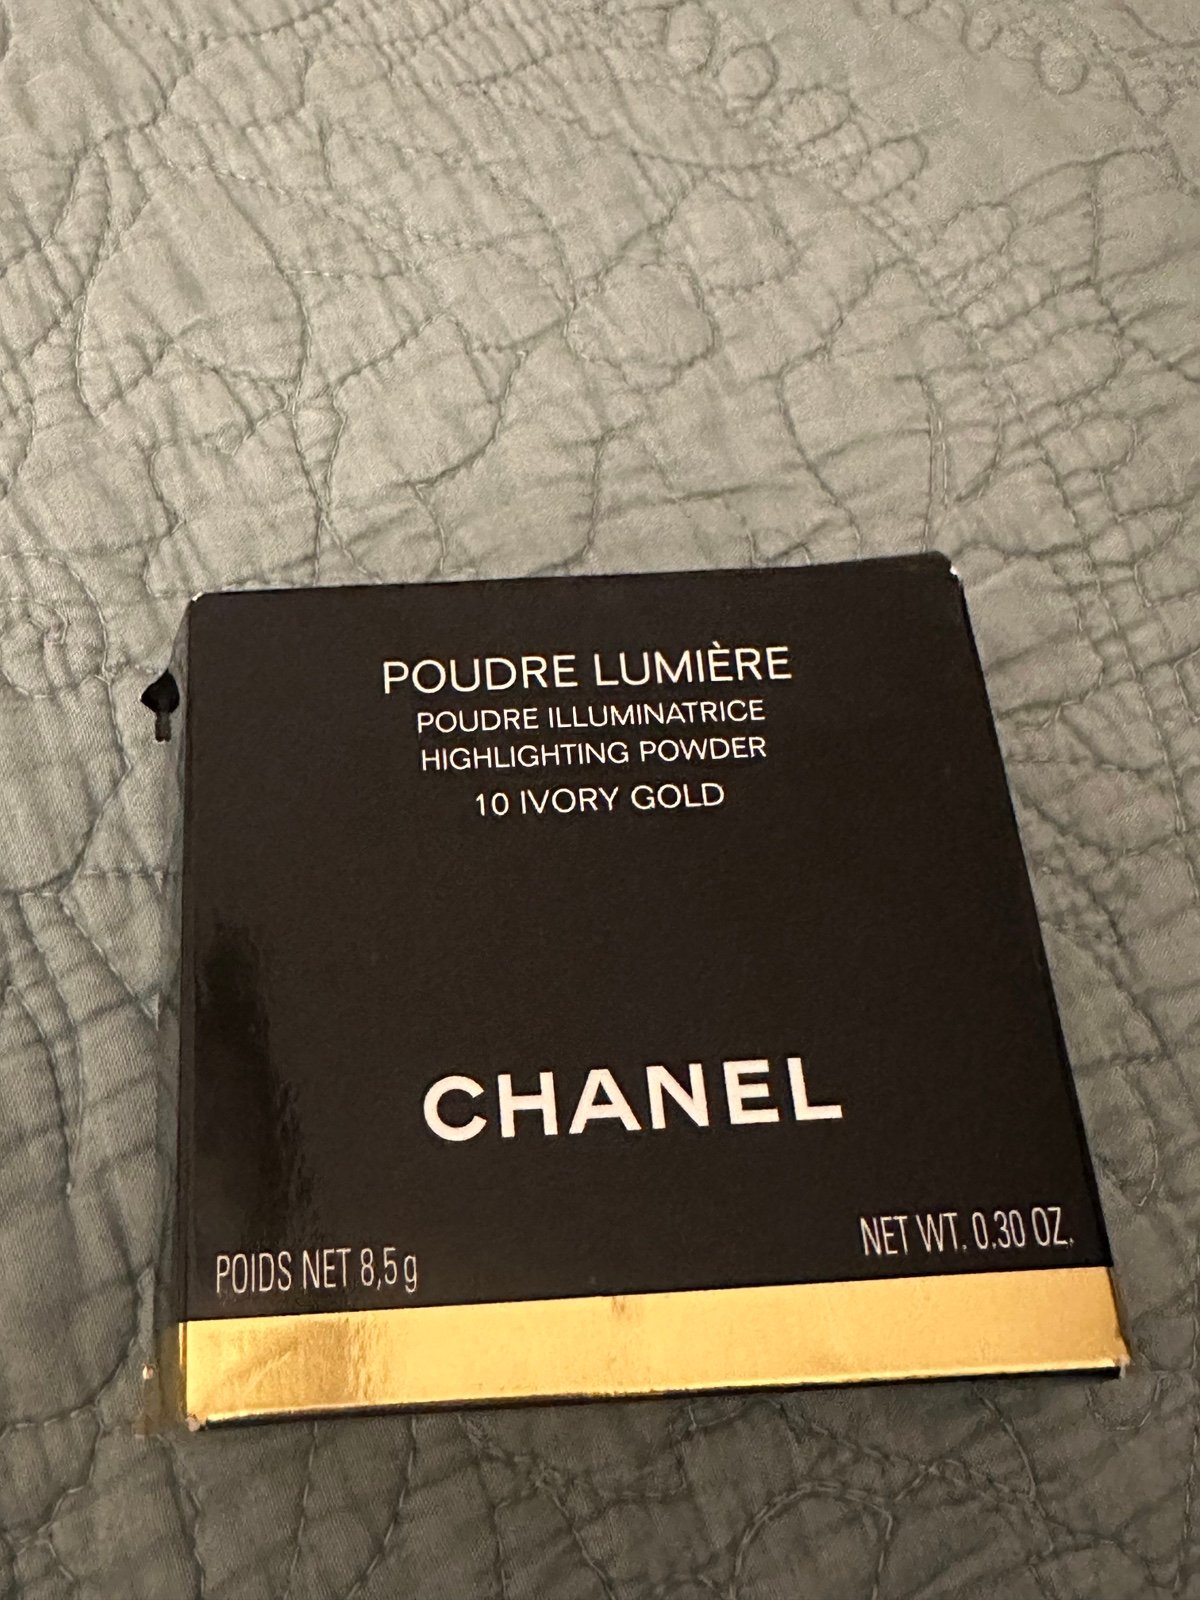 POUDRE LUMIÈRE
POUDRE ILLUMINATRICE
HIGHLIGHTING POWDER
10 IVORY GOLD
CHANEL
POIDS NET 8,5g
NET WT. 0.30 OZ.